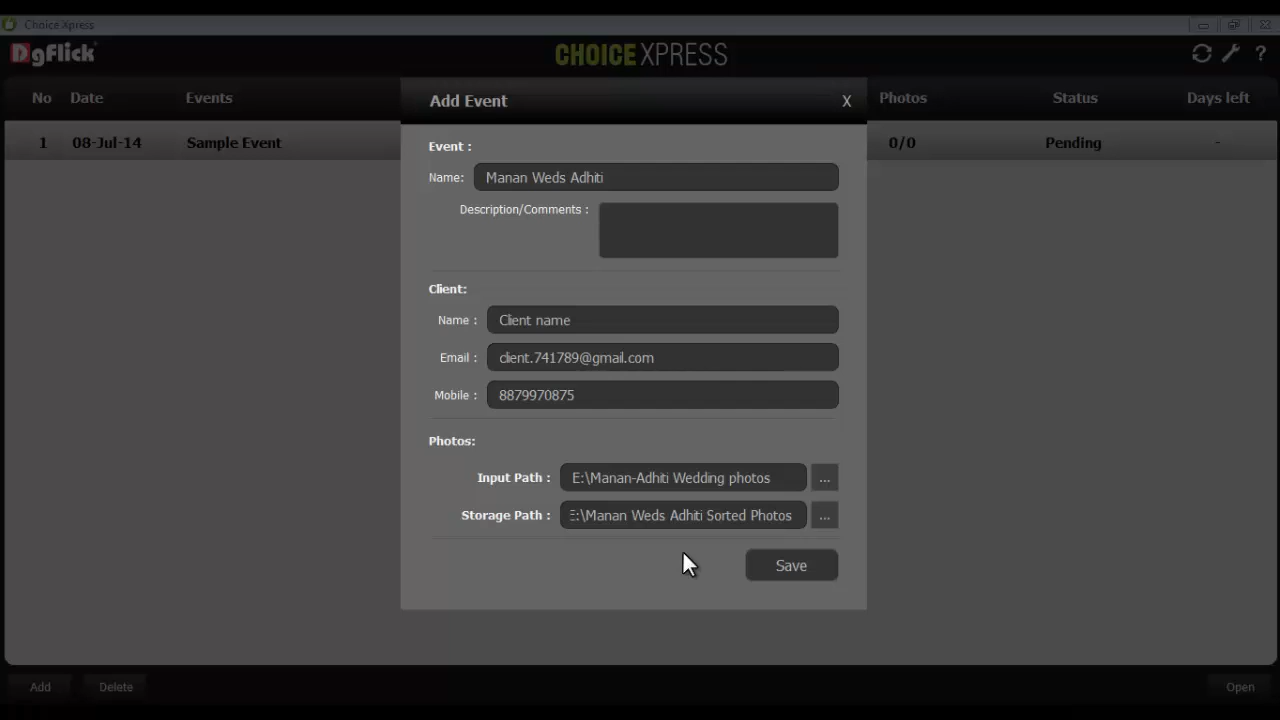 Choice Xpress
DgFlick
CHOICE XPRESS
?
No Date Events Photos Status Days left
1 08-Jul-14 Sample Event 0/0 Pending -
Add Event X
Event :
Name: Manan Weds Adhiti
Description/Comments :
Client:
Name : Client name
Email : client.741789@gmail.com
Mobile : 8879970875
Photos:
Input Path : E:\Manan-Adhiti Wedding photos ...
Storage Path : E:\Manan Weds Adhiti Sorted Photos ...
Save
Add Delete Open